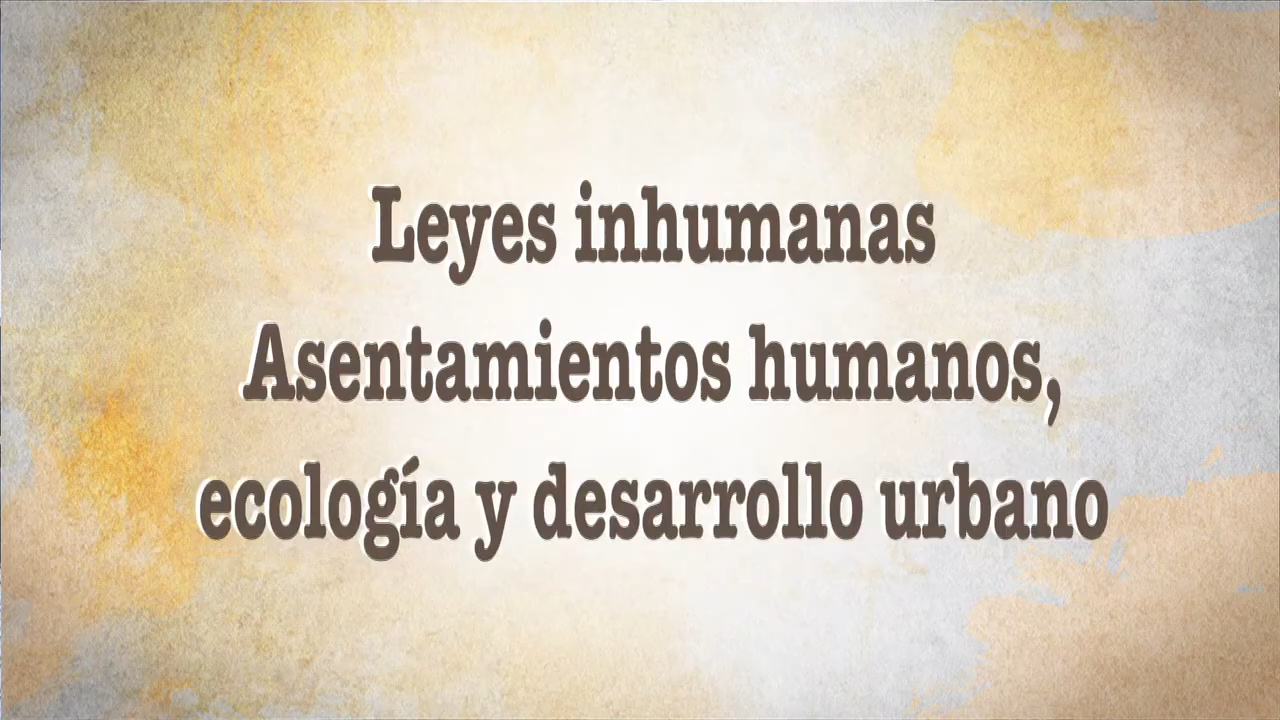 Leyes inhumanas
Asentamientos humanos,
ecología y desarrollo urbano